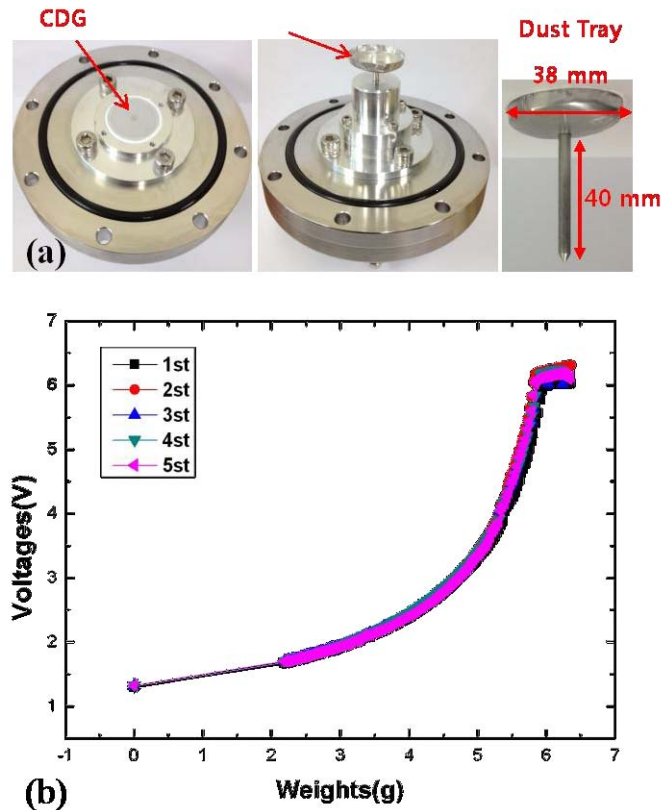 CDG
Dust Tray
38 mm
40 mm
(a)
7
6
5
4
3
2
1
1st
2st
3st
4st
5st
Voltages(V)
-1 0 1 2 3 4 5 6 7
Weights(g)
(b)